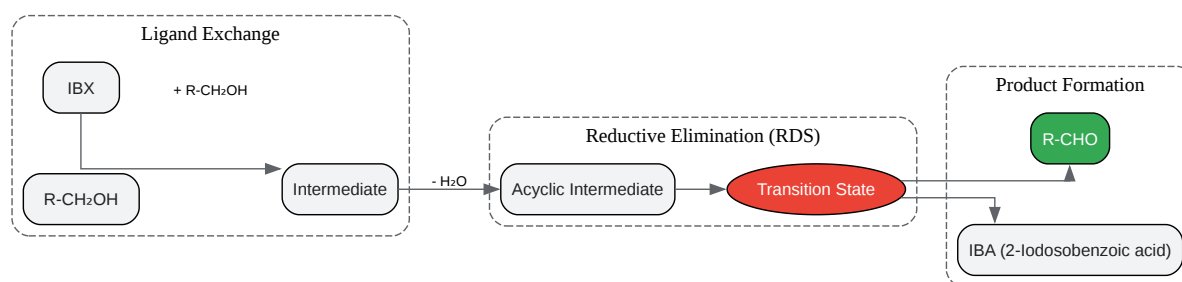 Ligand Exchange
IBX
+ R-CH₂OH
R-CH₂OH
Intermediate
- H₂O
Reductive Elimination (RDS)
Acyclic Intermediate
Transition State
Product Formation
R-CHO
IBA (2-Iodosobenzoic acid)